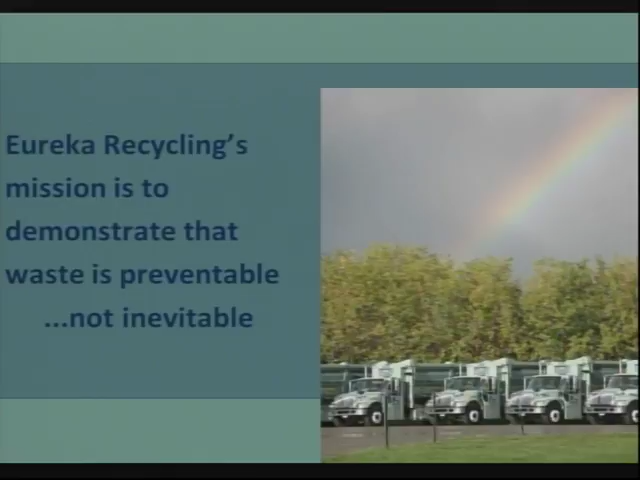 Eureka Recycling’s
mission is to
demonstrate that
waste is preventable
...not inevitable